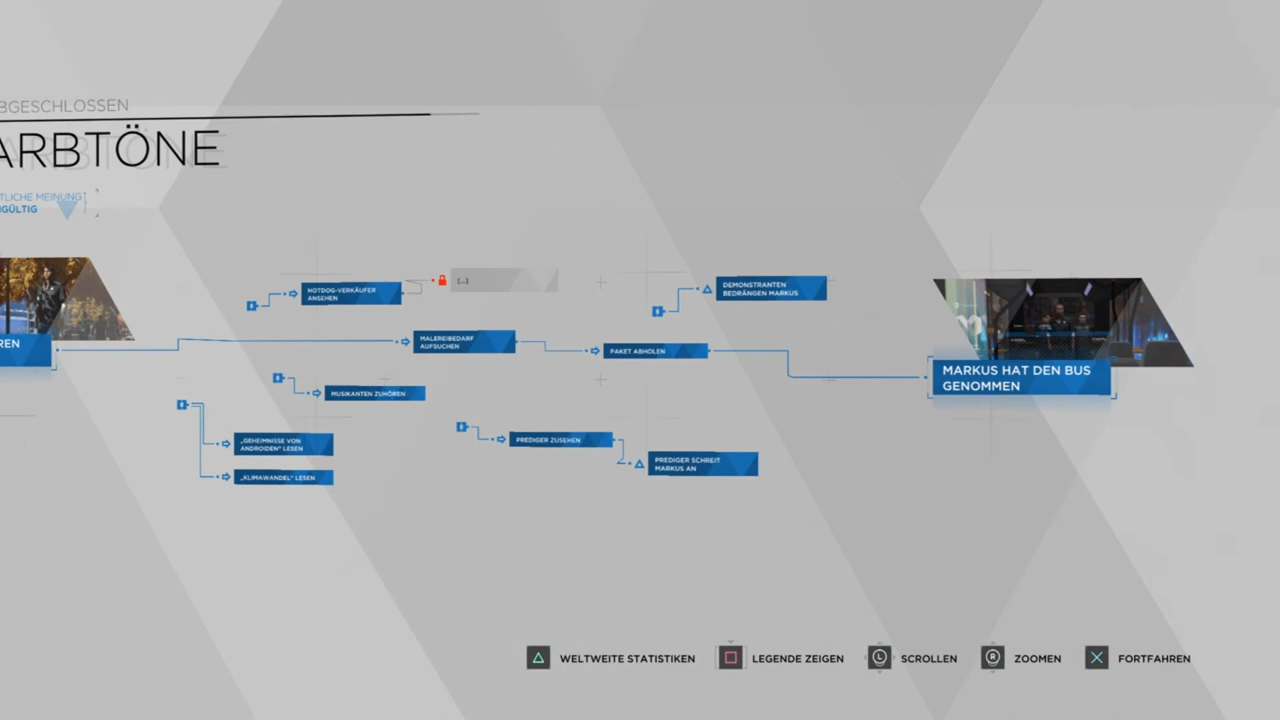 BGESCHLOSSEN
ARBTÖNE
TLICHE MEINUNG
GÜLTIG
REN
HOTDOG-VERKÄUFER
ANSEHEN
[...]
DEMONSTRANTEN
BEDRÄNGEN MARKUS
MALEREIBEDARF
AUFSUCHEN
PAKET ABHOLEN
MARKUS HAT DEN BUS
GENOMMEN
MUSIKANTEN ZUHÖREN
„GEHEIMNISSE VON
ANDROIDEN“ LESEN
PREDIGER ZUSEHEN
PREDIGER SCHREIT
MARKUS AN
„KLIMAWANDEL“ LESEN
WELTWEITE STATISTIKEN
LEGENDE ZEIGEN
L
SCROLLEN
R
ZOOMEN
FORTFAHREN